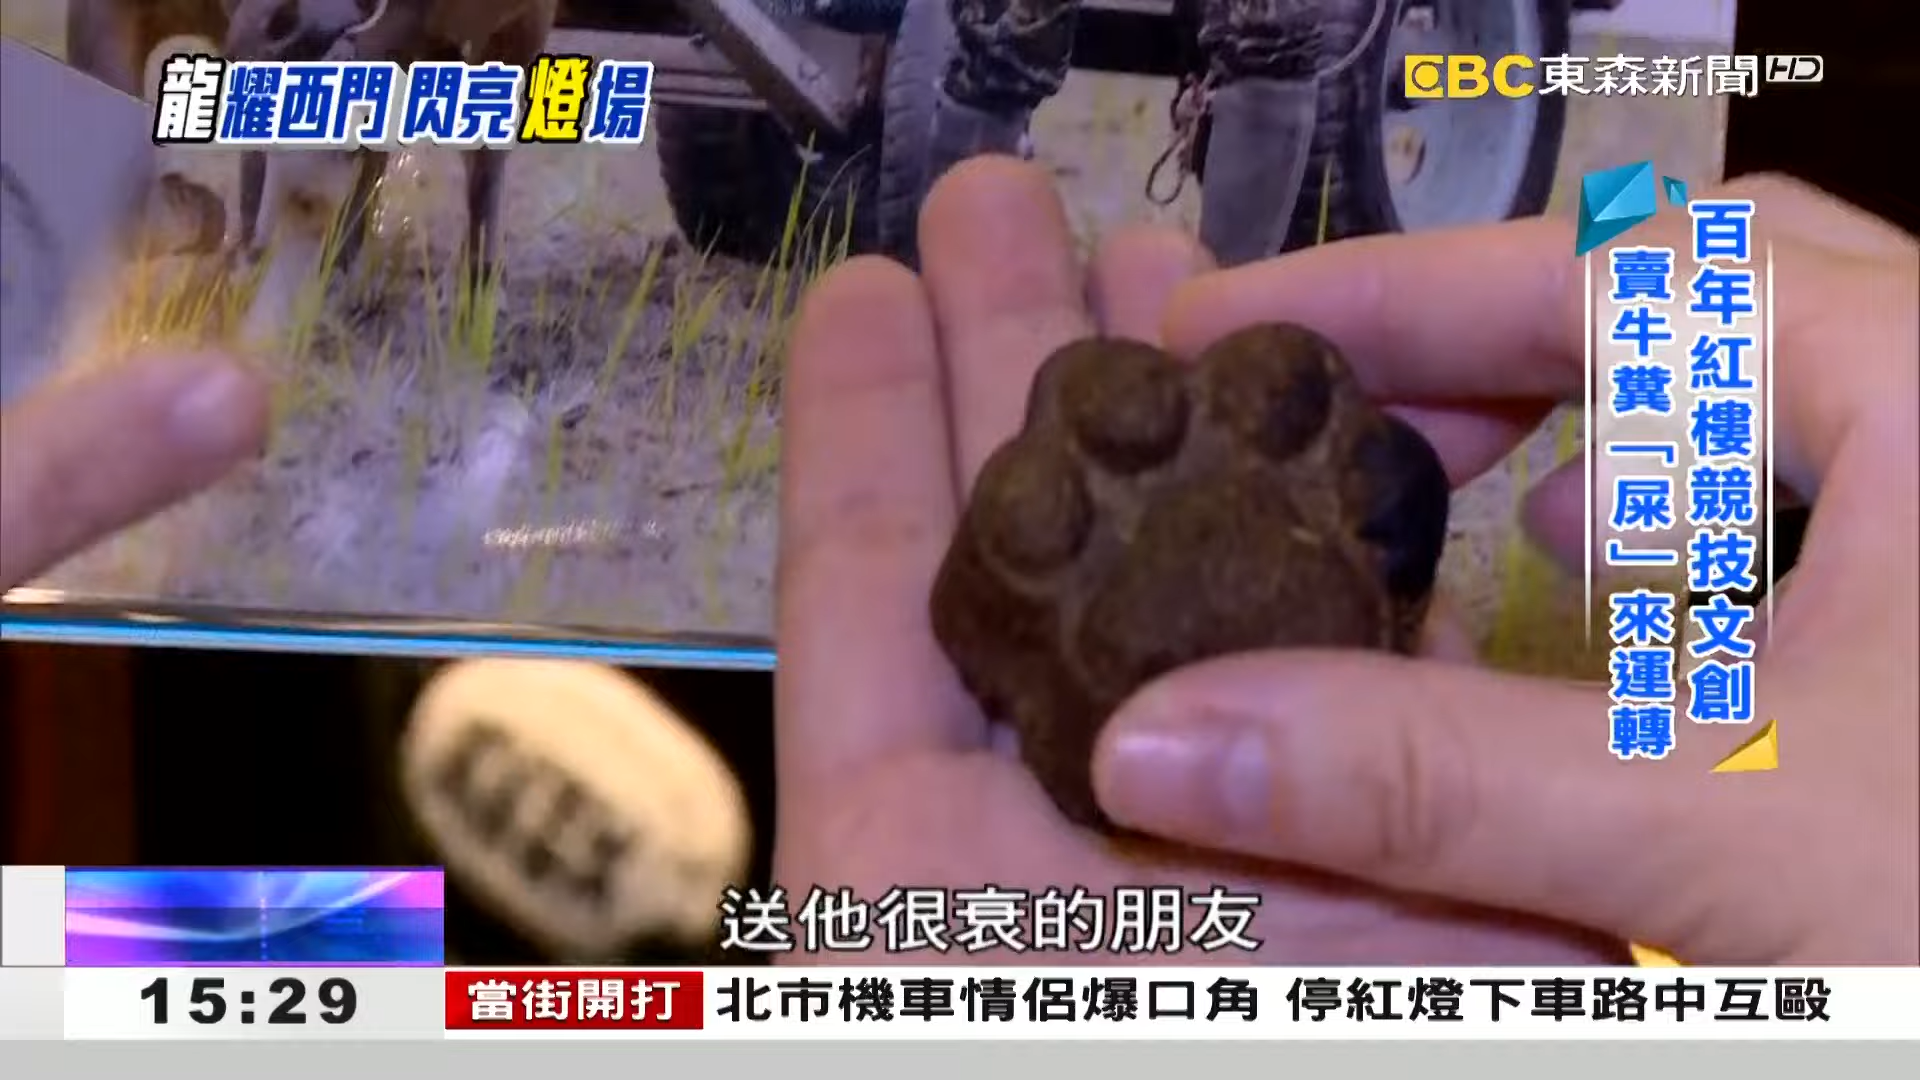 龍耀西門 閃亮燈場
EBC東森新聞HD
百年紅樓競技文創
賣牛糞「屎」來運轉
送他很衰的朋友
15:29
當街開打 北市機車情侶爆口角 停紅燈下車路中互毆